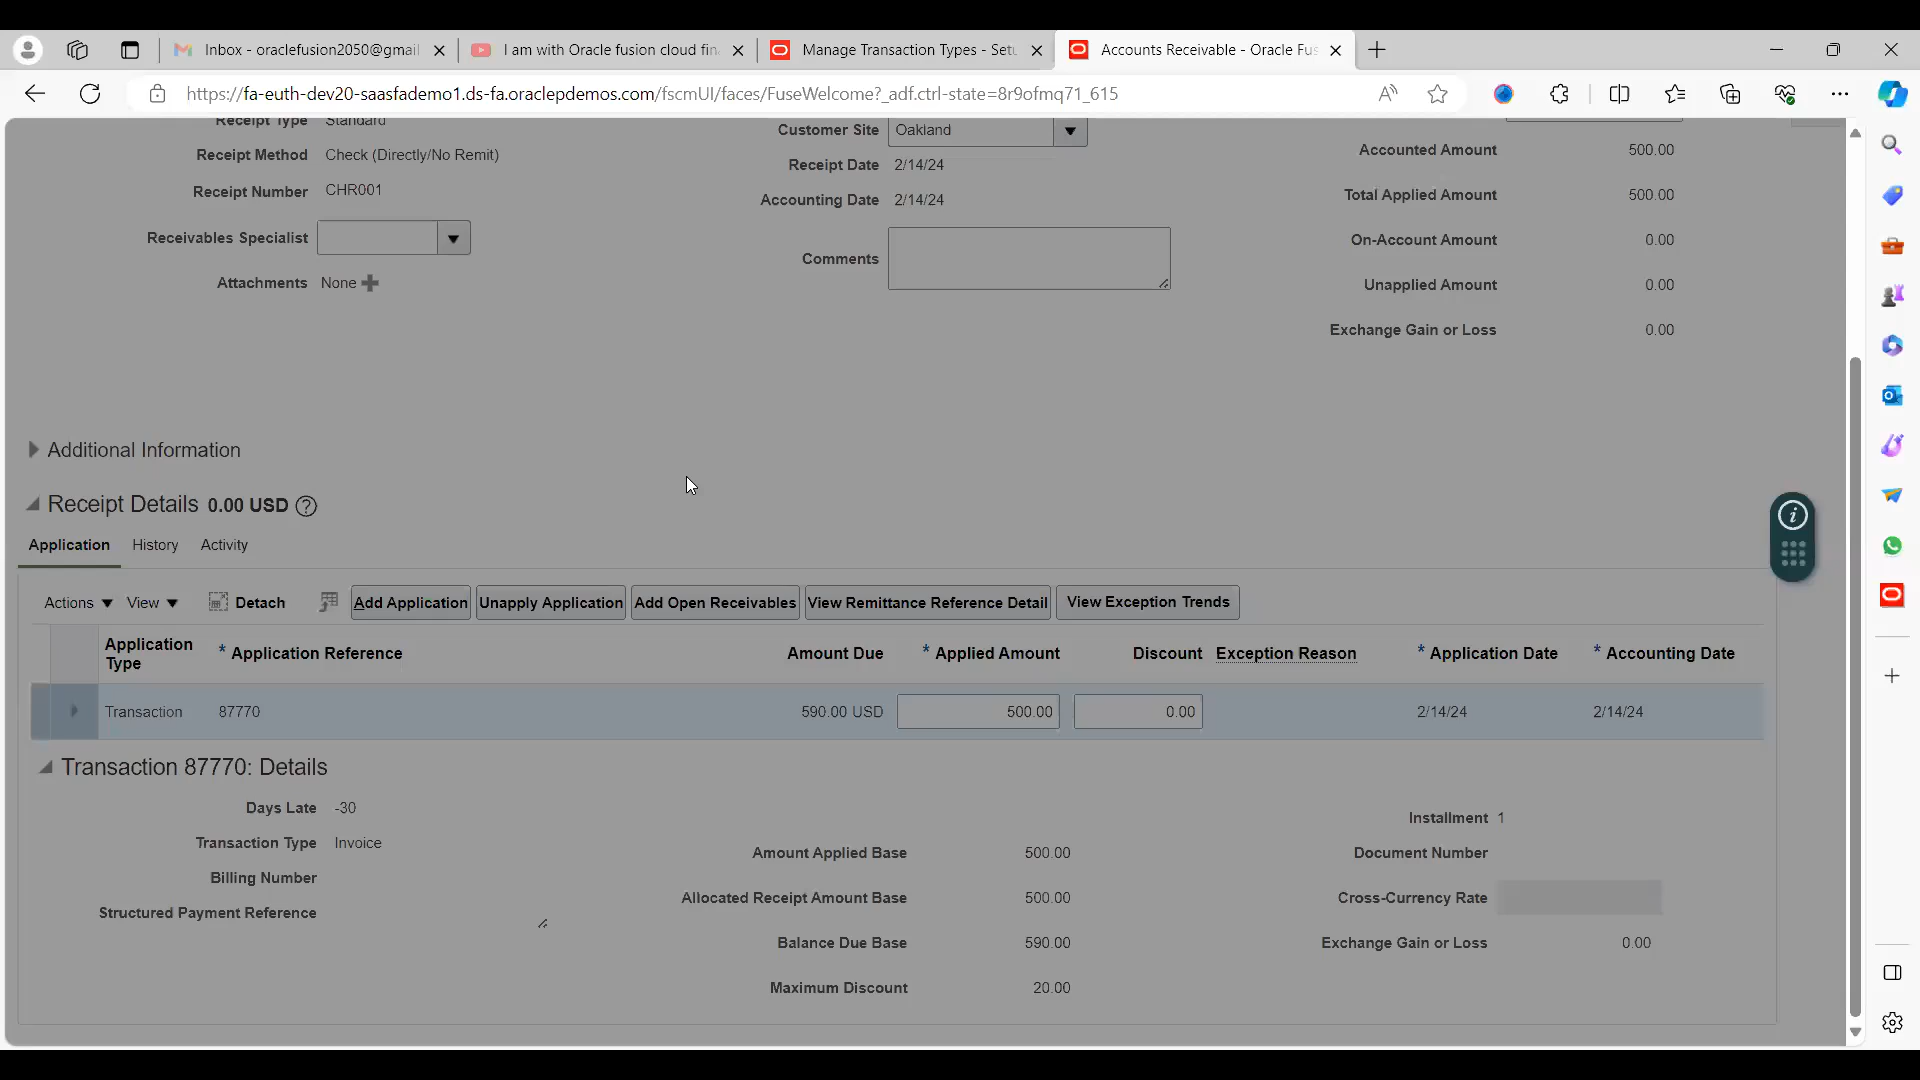 Inbox - oraclefusion2050@gmail
I am with Oracle fusion cloud fin
Manage Transaction Types - Setu
Accounts Receivable - Oracle Fus
https://fa-euth-dev20-saasfademo1.ds-fa.oraclepdemos.com/fscmUI/faces/FuseWelcome?_adf.ctrl-state=8r9ofmq71_615
Receipt Type Standard
Receipt Method Check (Directly/No Remit)
Receipt Number CHR001
Receivables Specialist
Attachments None
Customer Site Oakland
Receipt Date 2/14/24
Accounting Date 2/14/24
Comments
Accounted Amount 500.00
Total Applied Amount 500.00
On-Account Amount 0.00
Unapplied Amount 0.00
Exchange Gain or Loss 0.00
Additional Information
Receipt Details 0.00 USD ?
Application History Activity
Actions View Detach Add Application Unapply Application Add Open Receivables View Remittance Reference Detail View Exception Trends
Application Type * Application Reference Amount Due * Applied Amount Discount Exception Reason * Application Date * Accounting Date
Transaction 87770 590.00 USD 500.00 0.00 2/14/24 2/14/24
Transaction 87770: Details
Days Late -30
Transaction Type Invoice
Billing Number
Structured Payment Reference
Amount Applied Base 500.00
Allocated Receipt Amount Base 500.00
Balance Due Base 590.00
Maximum Discount 20.00
Installment 1
Document Number
Cross-Currency Rate
Exchange Gain or Loss 0.00